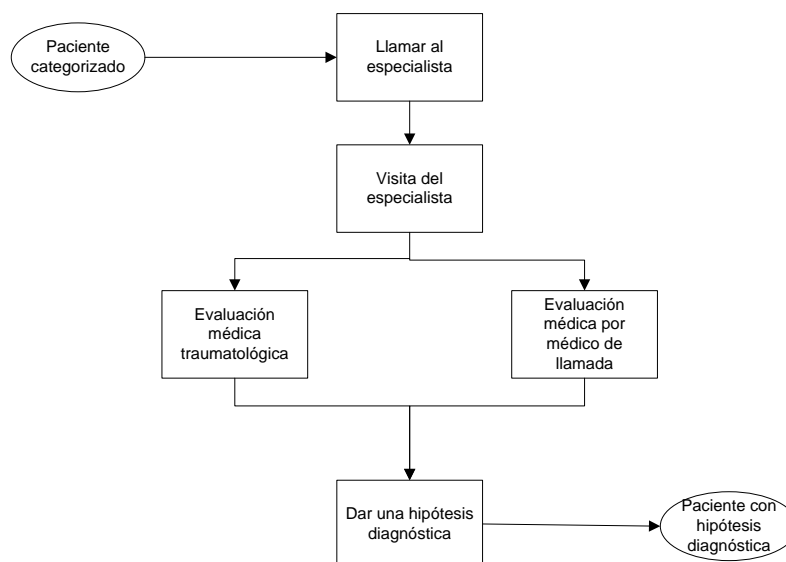 Paciente
categorizado
Llamar al
especialista
Visita del
especialista
Evaluación
médica
traumatológica
Evaluación
médica por
médico de
llamada
Dar una hipótesis
diagnóstica
Paciente con
hipótesis
diagnóstica